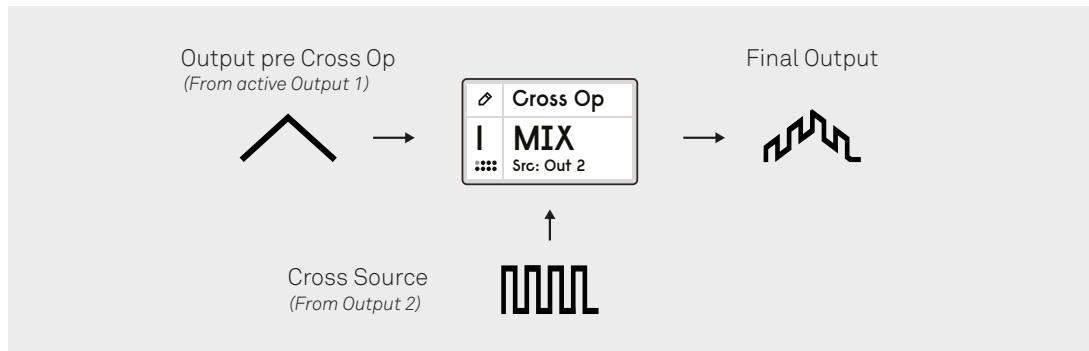 Output pre Cross Op
(From active Output 1)
Cross Op
1 MIX
Src: Out 2
Final Output
Cross Source
(From Output 2)